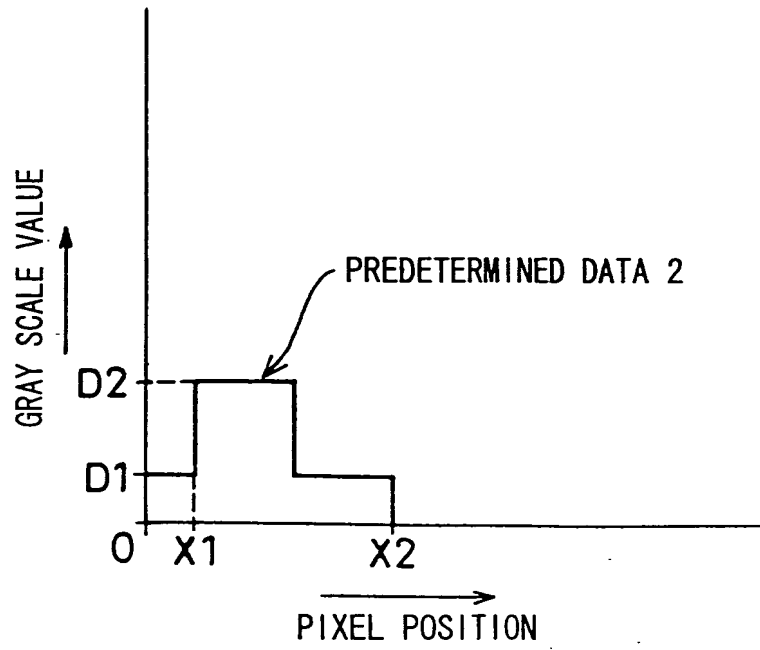 GRAY SCALE VALUE
PREDETERMINED DATA 2
D2
D1
0 X1 X2
PIXEL POSITION